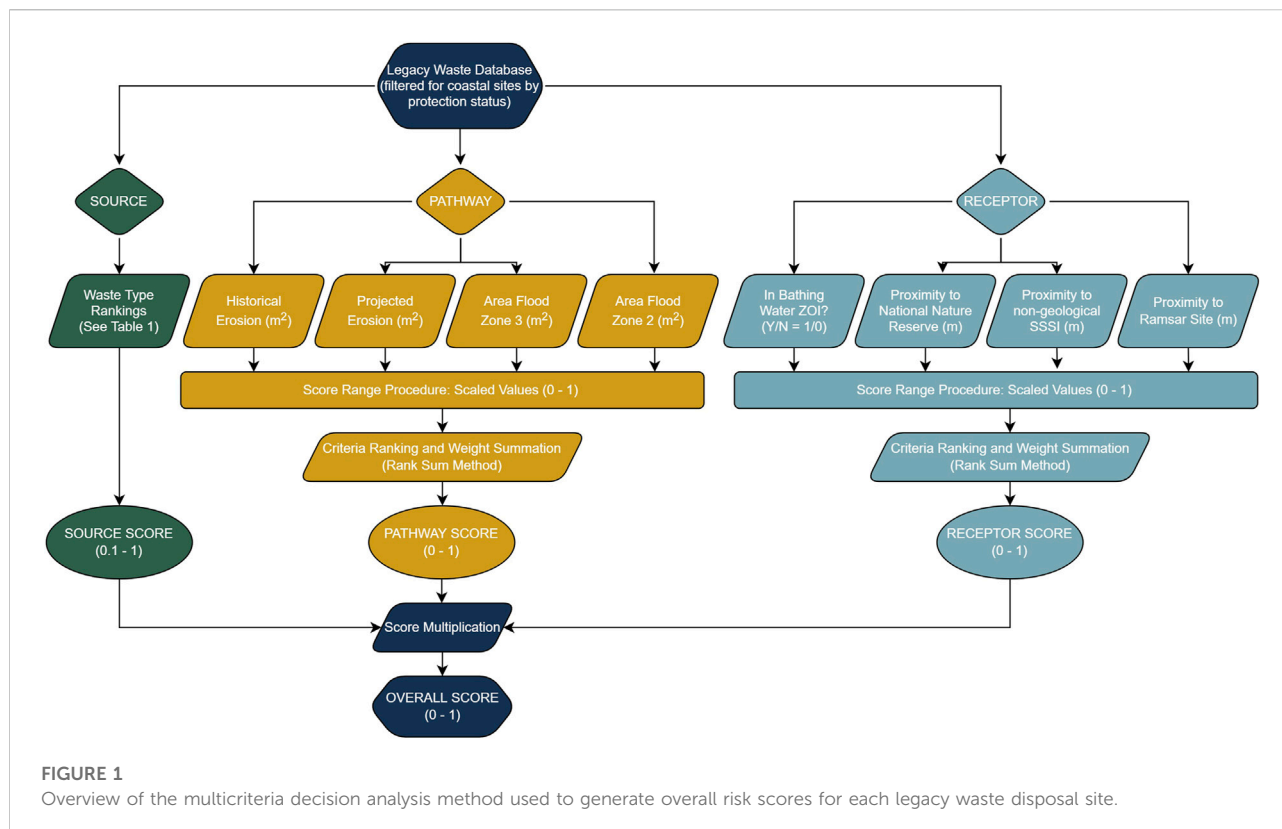 Legacy Waste Database
(filtered for coastal sites by
protection status)
SOURCE
PATHWAY
RECEPTOR
Waste Type
Rankings
(See Table 1)
Historical
Erosion (m²)
Projected
Erosion (m²)
Area Flood
Zone 3 (m²)
Area Flood
Zone 2 (m²)
In Bathing
Water ZOI?
(Y/N = 1/0)
Proximity to
National Nature
Reserve (m)
Proximity to
non-geological
SSSI (m)
Proximity to
Ramsar Site (m)
Score Range Procedure: Scaled Values (0 - 1)
Score Range Procedure: Scaled Values (0 - 1)
Criteria Ranking and Weight Summation
(Rank Sum Method)
Criteria Ranking and Weight Summation
(Rank Sum Method)
SOURCE SCORE
(0.1 - 1)
PATHWAY SCORE
(0 - 1)
RECEPTOR SCORE
(0 - 1)
Score Multiplication
OVERALL SCORE
(0 - 1)
FIGURE 1
Overview of the multicriteria decision analysis method used to generate overall risk scores for each legacy waste disposal site.